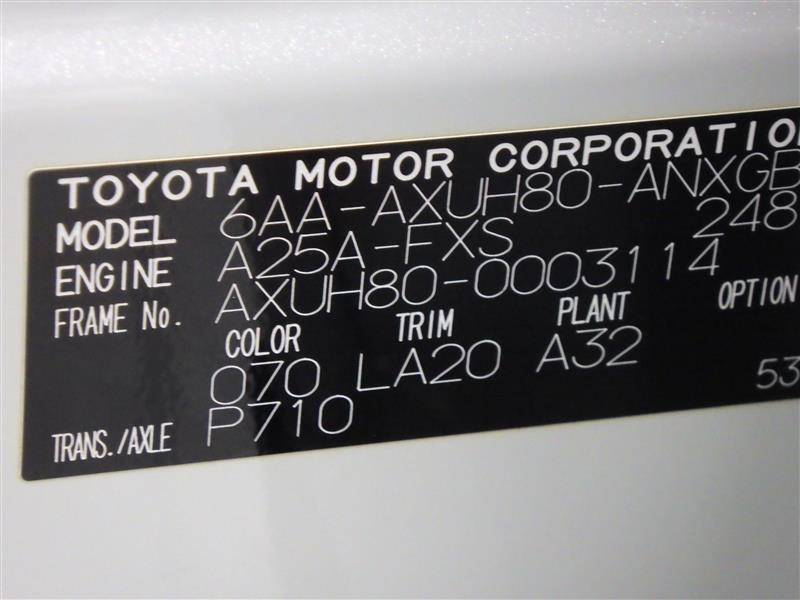 TOYOTA MOTOR CORPORATION
MODEL 6AA-AXUH80-ANXGB
ENGINE A25A-FXS 248
FRAME No. AXUH80-0003114
COLOR TRIM PLANT OPTION
070 LA20 A32 53
TRANS./AXLE P710